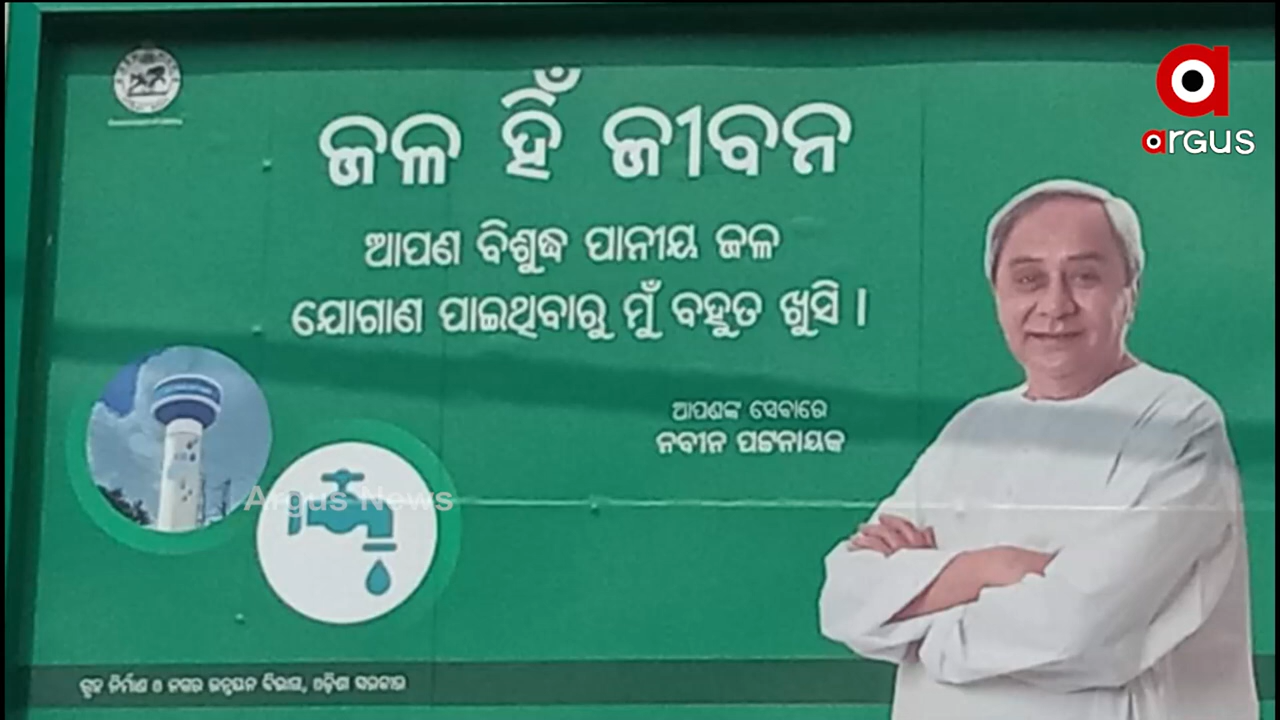 ଜଳ ହିଁ ଜୀବନ
argus
ଆପଣ ବିଶୁଦ୍ଧ ପାନୀୟ ଜଳ
ଯୋଗାଣ ପାଇଥିବାରୁ ମୁଁ ବହୁତ ଖୁସି ।
ଆପଣଙ୍କ ସେବାରେ
ନବୀନ ପଟ୍ଟନାୟକ
Argus News
ଗୃହ ନିର୍ମାଣ ଓ ନଗର ଉନ୍ନୟନ ବିଭାଗ, ଓଡ଼ିଶା ସରକାର